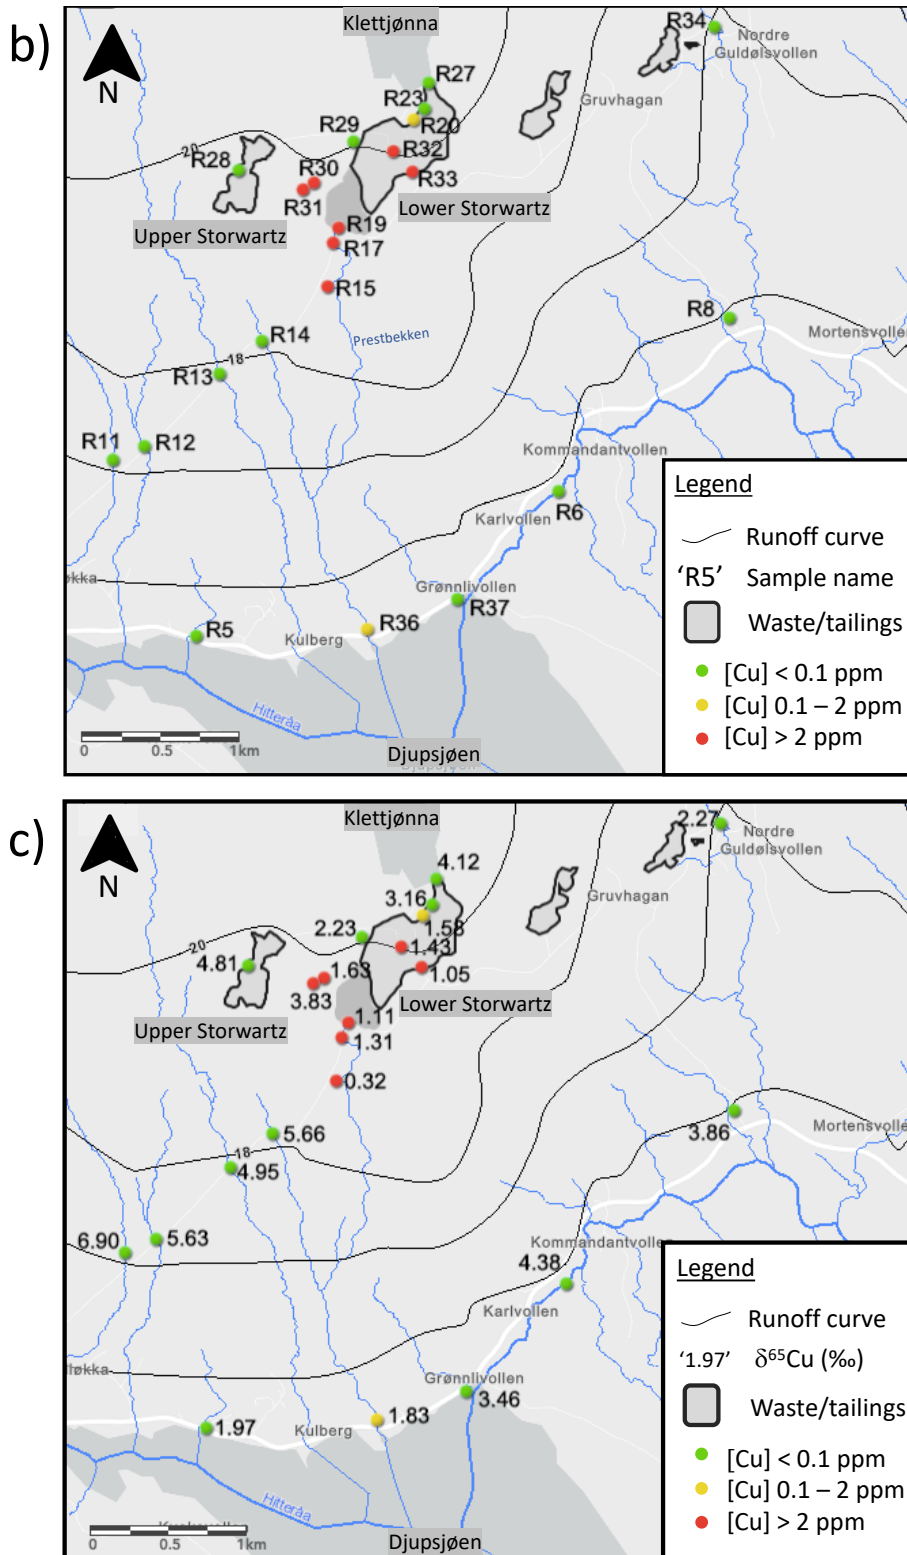 b)
Klettjønna
N
R34
Nordre
Guldølsvollen
R27
R23
R20
Gruvhagan
R29
20
R32
R28
R30
R33
R31
Lower Storwartz
R19
Upper Storwartz
R17
R15
R8
R14
Prestbekken
Mortensvollen
18
R13
R11
R12
Kommandantvollen
R6
Karlvollen
Grønnlivollen
R37
R36
R5
Kulberg
Hitteråa
Djupsjøen
0 0.5 1km
Legend
Runoff curve
'R5' Sample name
Waste/tailings
[Cu] < 0.1 ppm
[Cu] 0.1 – 2 ppm
[Cu] > 2 ppm
c)
Klettjønna
N
2.27
Nordre
Guldølsvollen
4.12
3.16
1.58
Gruvhagan
2.23
20
1.43
4.81
1.63
1.05
3.83
Lower Storwartz
1.11
Upper Storwartz
1.31
0.32
3.86
Mortensvolle
5.66
18
4.95
6.90
5.63
Kommandantvollen
4.38
Karlvollen
Grønnlivollen
3.46
1.83
1.97
Kulberg
Hitteråa
Djupsjøen
0 0.5 1km
Legend
Runoff curve
'1.97' δ⁶⁵Cu (‰)
Waste/tailings
[Cu] < 0.1 ppm
[Cu] 0.1 – 2 ppm
[Cu] > 2 ppm